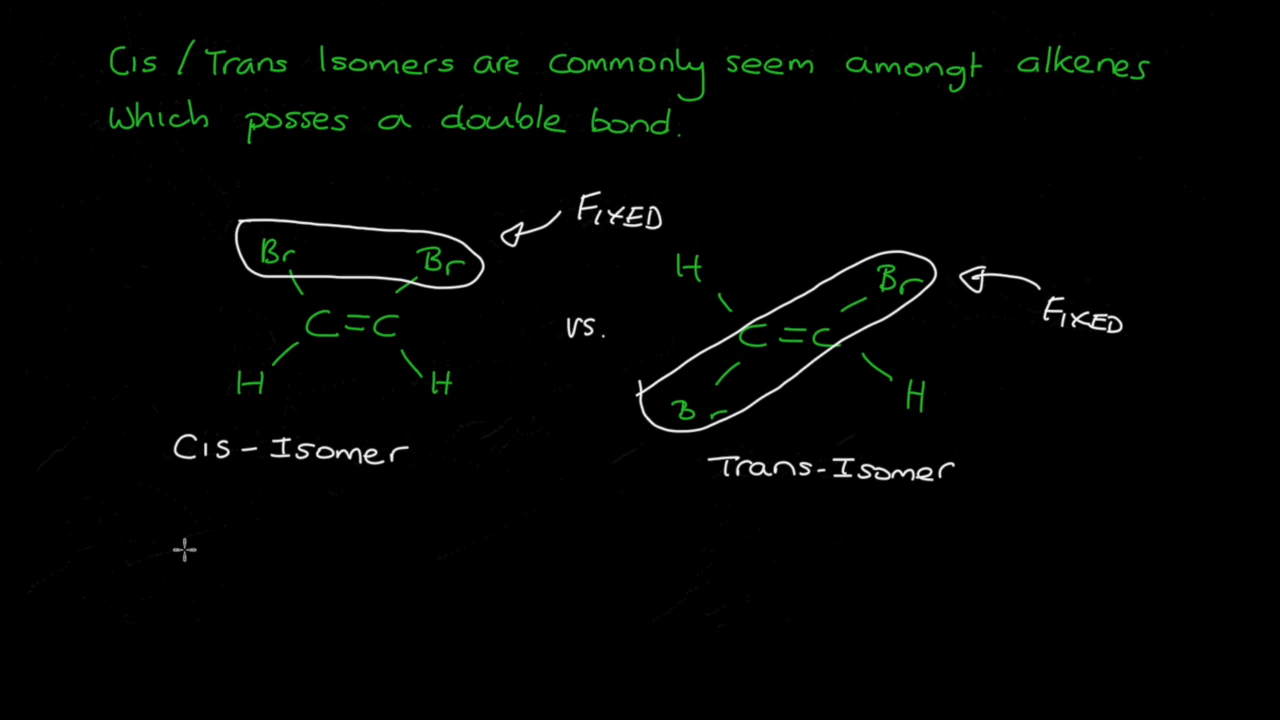 Cis / Trans Isomers are commonly seem amongt alkenes
Which posses a double bond.
FIXED
Br Br
C=C
H H
Cis-Isomer
vs.
H Br
C=C
Br H
FIXED
Trans-Isomer